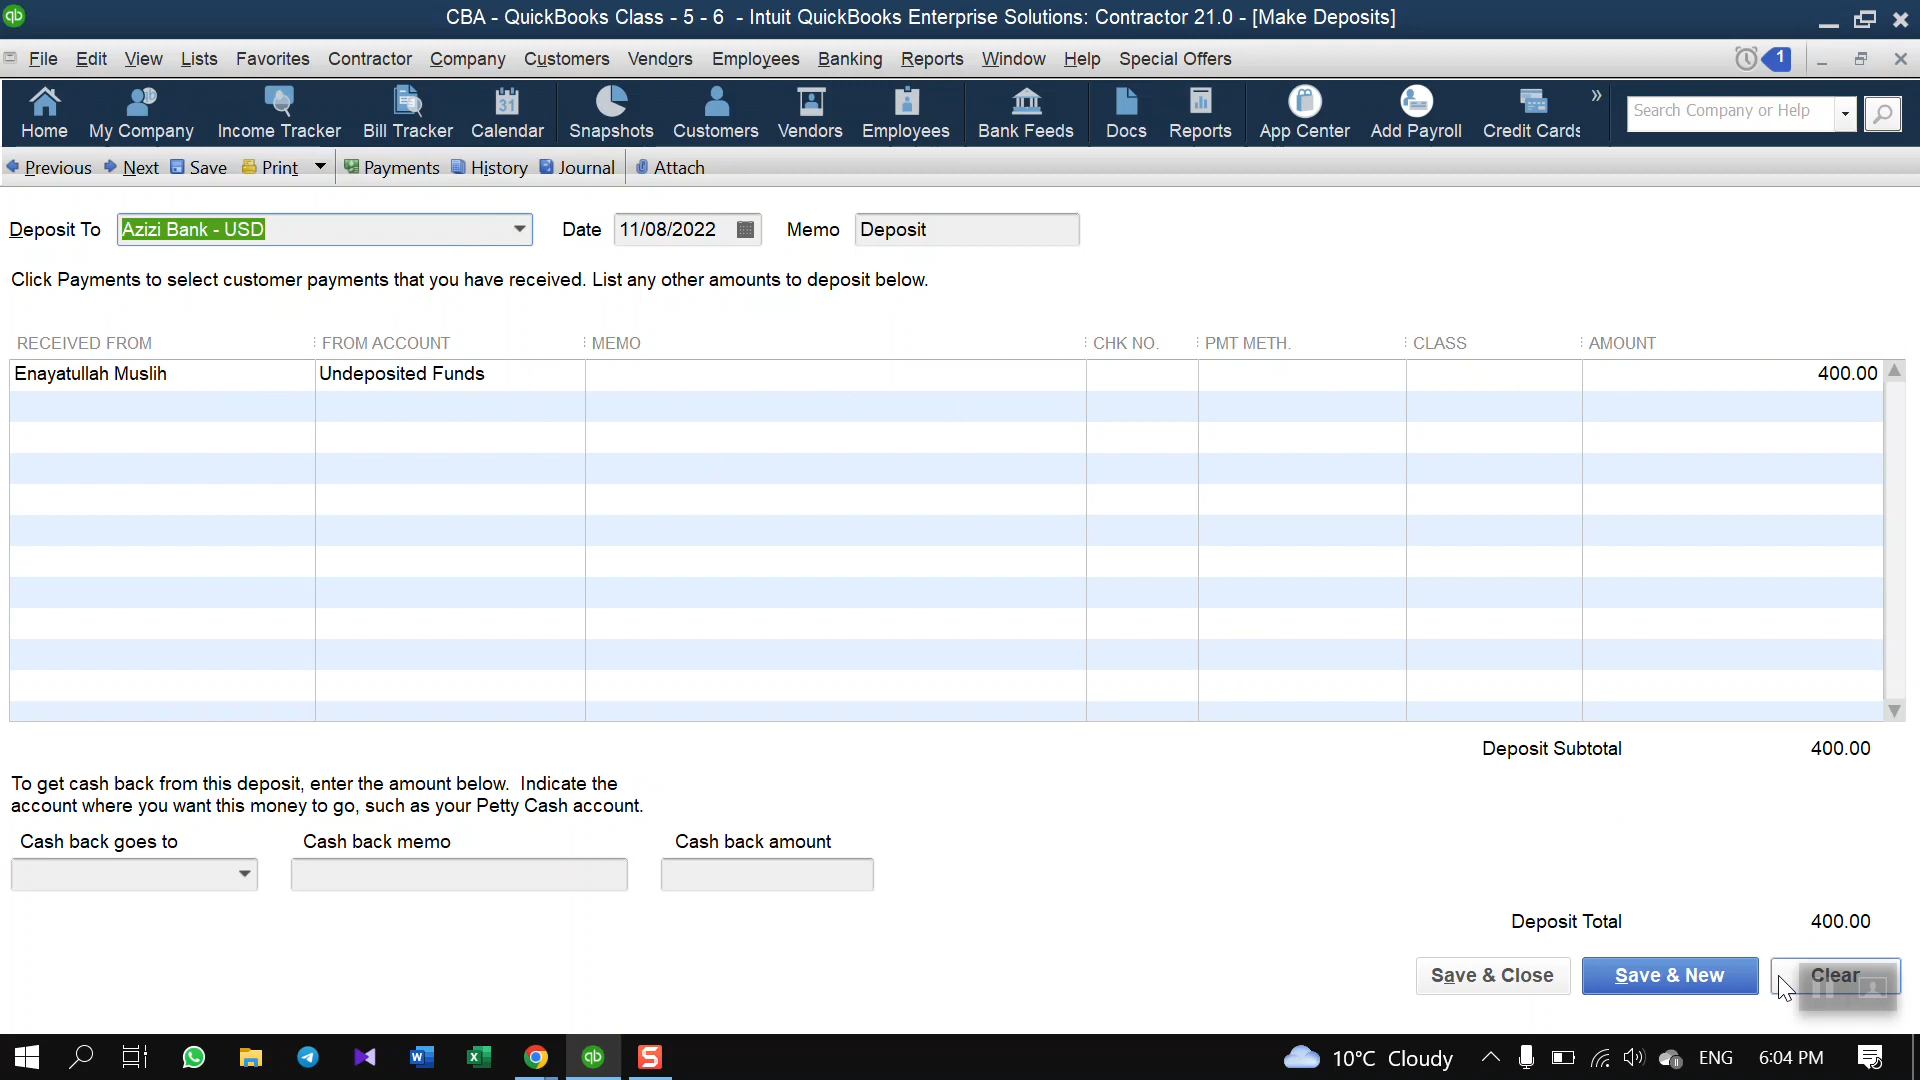 qb CBA - QuickBooks Class - 5 - 6 - Intuit QuickBooks Enterprise Solutions: Contractor 21.0 - [Make Deposits]
File Edit View Lists Favorites Contractor Company Customers Vendors Employees Banking Reports Window Help Special Offers 1
31
Home My Company Income Tracker Bill Tracker Calendar Snapshots Customers Vendors Employees Bank Feeds Docs Reports App Center Add Payroll Credit Cards » Search Company or Help
Previous Next Save Print Payments History Journal Attach
Deposit To Azizi Bank - USD Date 11/08/2022 Memo Deposit
Click Payments to select customer payments that you have received. List any other amounts to deposit below.
RECEIVED FROM FROM ACCOUNT MEMO CHK NO. PMT METH. CLASS AMOUNT
Enayatullah Muslih Undeposited Funds 400.00
Deposit Subtotal 400.00
To get cash back from this deposit, enter the amount below. Indicate the
account where you want this money to go, such as your Petty Cash account.
Cash back goes to Cash back memo Cash back amount
Deposit Total 400.00
Save & Close Save & New Clear
W X qb S 10°C Cloudy ENG 6:04 PM